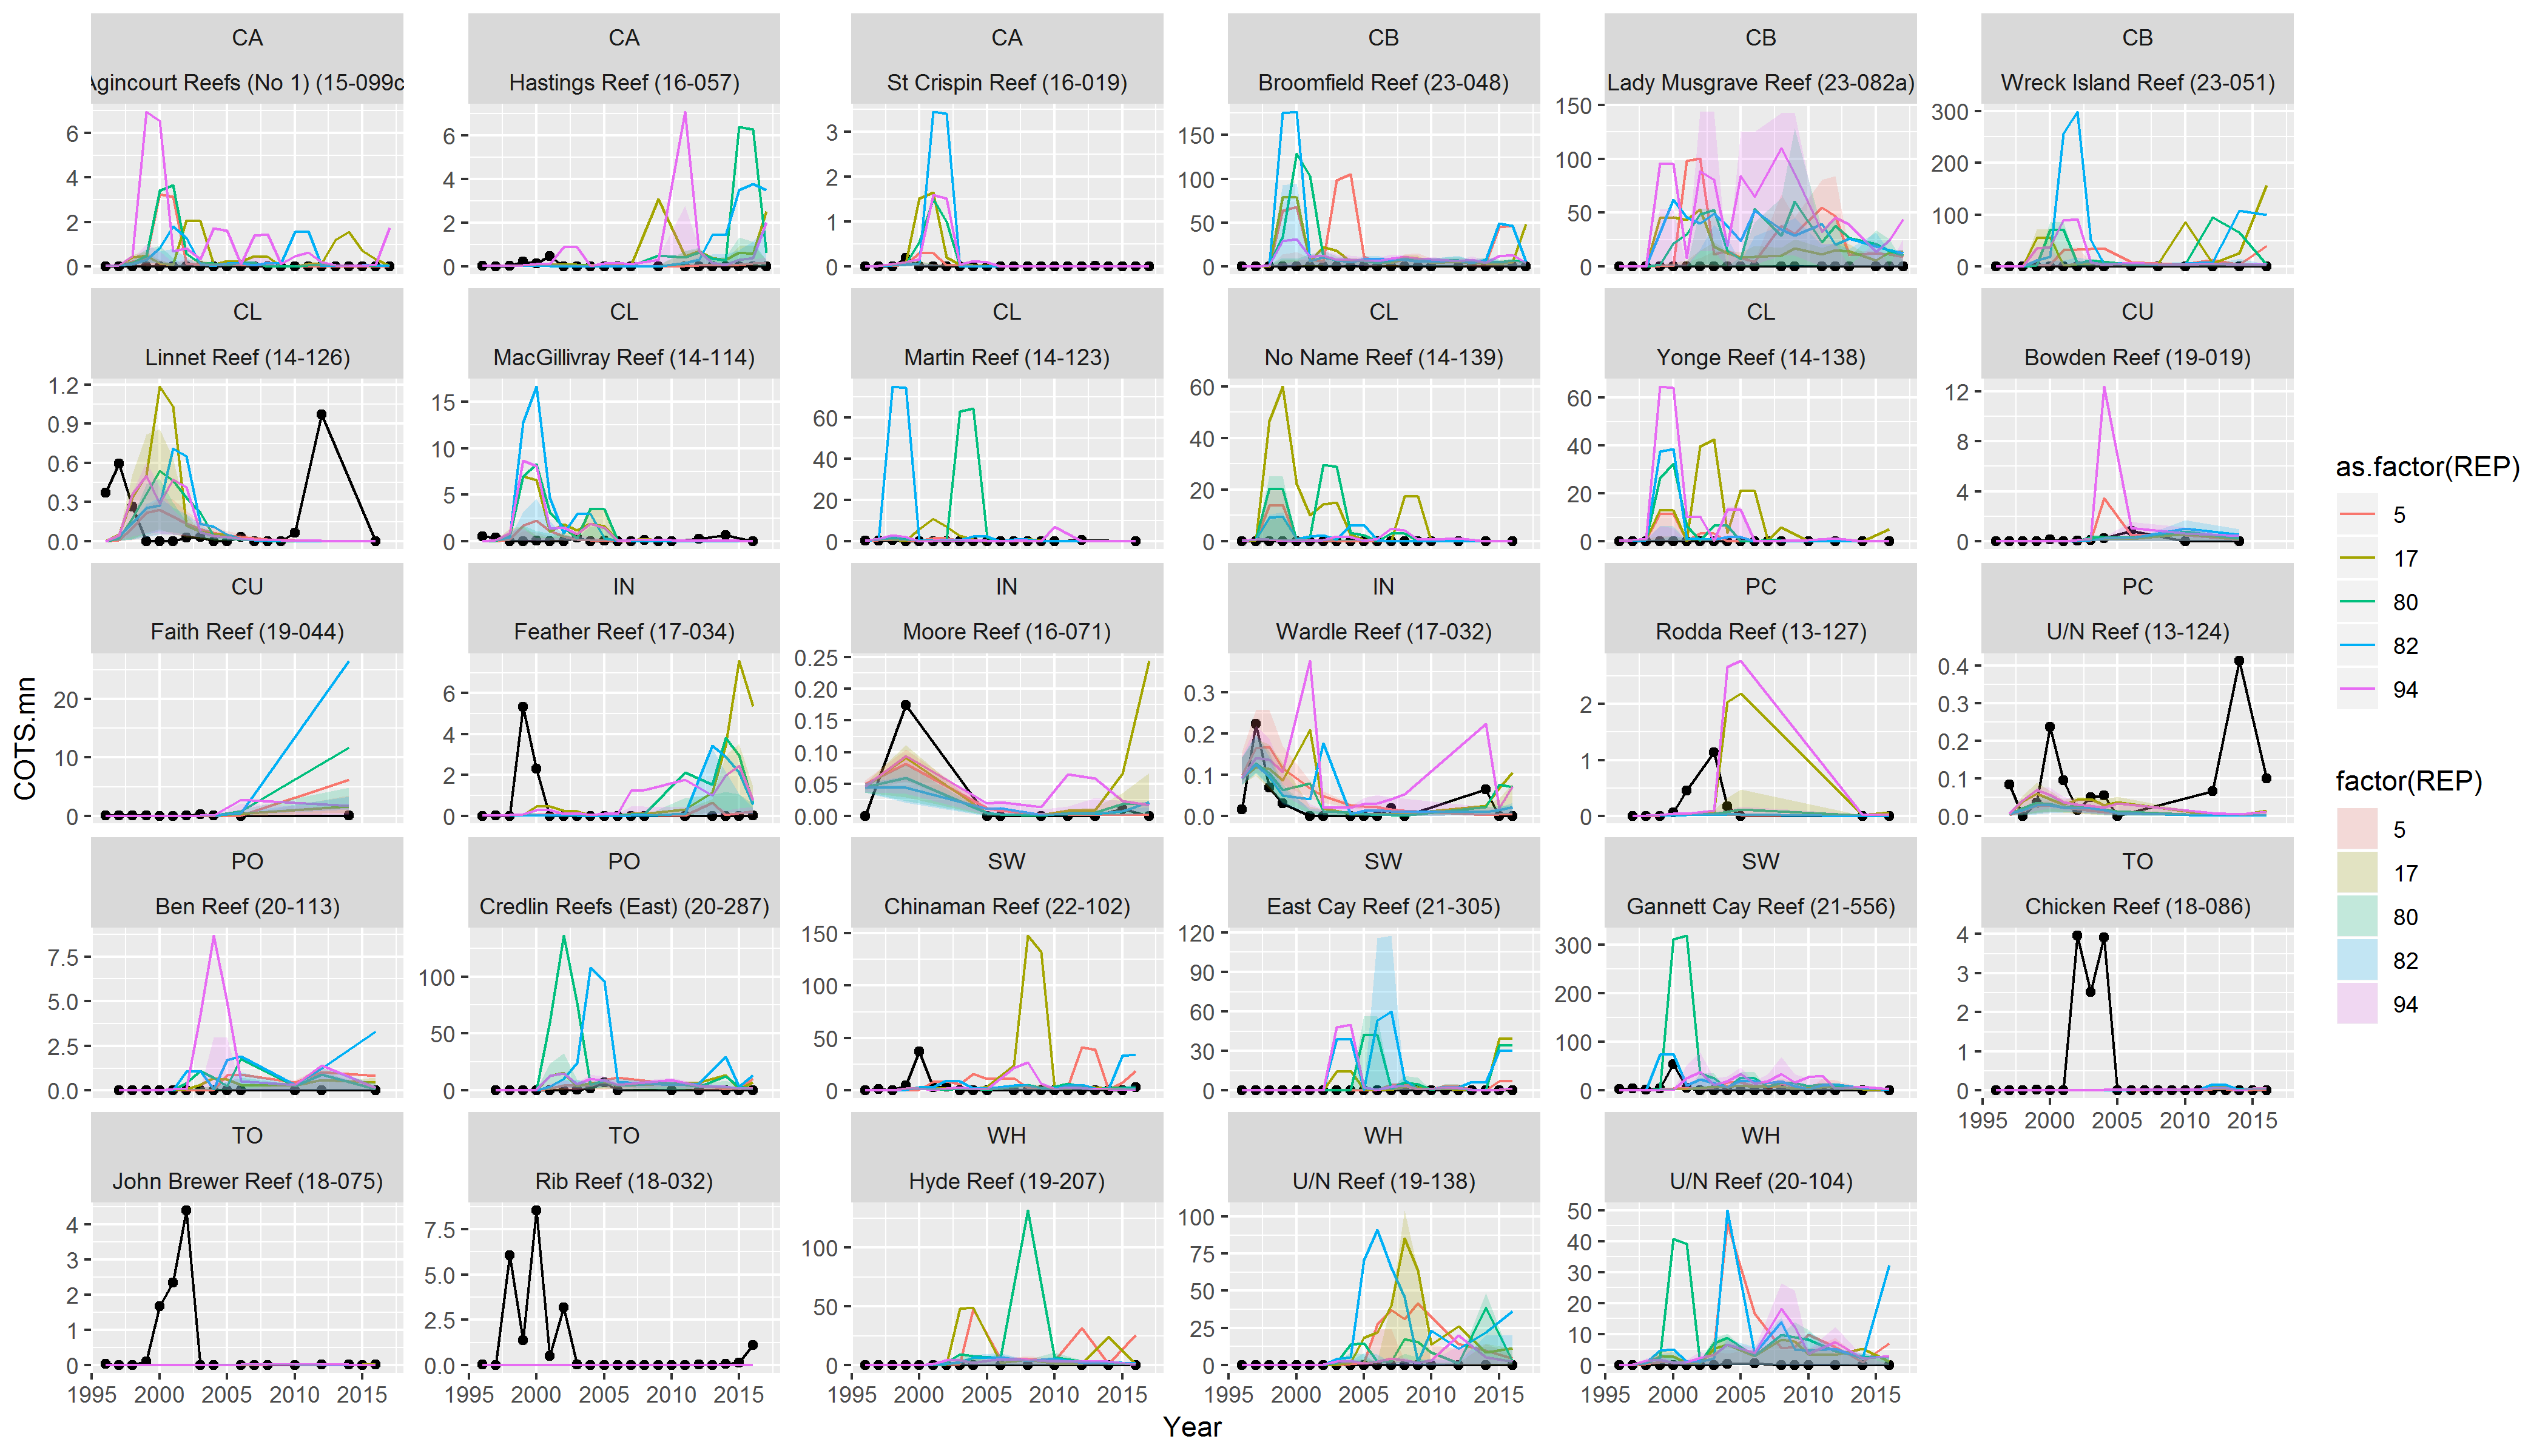 CA CA CA CB CB CB
Agincourt Reefs (No 1) (15-099c Hastings Reef (16-057) St Crispin Reef (16-019) Broomfield Reef (23-048) Lady Musgrave Reef (23-082a) Wreck Island Reef (23-051)
6 4 2 0
6 4 2 0
3 2 1 0
150 100 50 0
150 100 50 0
300 200 100 0
CL CL CL CL CL CU
Linnet Reef (14-126) MacGillivray Reef (14-114) Martin Reef (14-123) No Name Reef (14-139) Yonge Reef (14-138) Bowden Reef (19-019)
1.2 0.9 0.6 0.3 0.0
15 10 5 0
60 40 20 0
60 40 20 0
60 40 20 0
12 8 4 0
CU IN IN IN PC PC
Faith Reef (19-044) Feather Reef (17-034) Moore Reef (16-071) Wardle Reef (17-032) Rodda Reef (13-127) U/N Reef (13-124)
20 10 0
6 4 2 0
0.25 0.20 0.15 0.10 0.05 0.00
0.3 0.2 0.1 0.0
2 1 0
0.4 0.3 0.2 0.1 0.0
PO PO SW SW SW TO
Ben Reef (20-113) Credlin Reefs (East) (20-287) Chinaman Reef (22-102) East Cay Reef (21-305) Gannett Cay Reef (21-556) Chicken Reef (18-086)
7.5 5.0 2.5 0.0
100 50 0
150 100 50 0
120 90 60 30 0
300 200 100 0
4 3 2 1 0
1995 2000 2005 2010 2015
TO TO WH WH WH
John Brewer Reef (18-075) Rib Reef (18-032) Hyde Reef (19-207) U/N Reef (19-138) U/N Reef (20-104)
4 3 2 1 0
7.5 5.0 2.5 0.0
100 50 0
100 75 50 25 0
50 40 30 20 10 0
1995 2000 2005 2010 2015
1995 2000 2005 2010 2015
1995 2000 2005 2010 2015
1995 2000 2005 2010 2015
1995 2000 2005 2010 2015
Year
COTS.mn
as.factor(REP)
5
17
80
82
94
factor(REP)
5
17
80
82
94